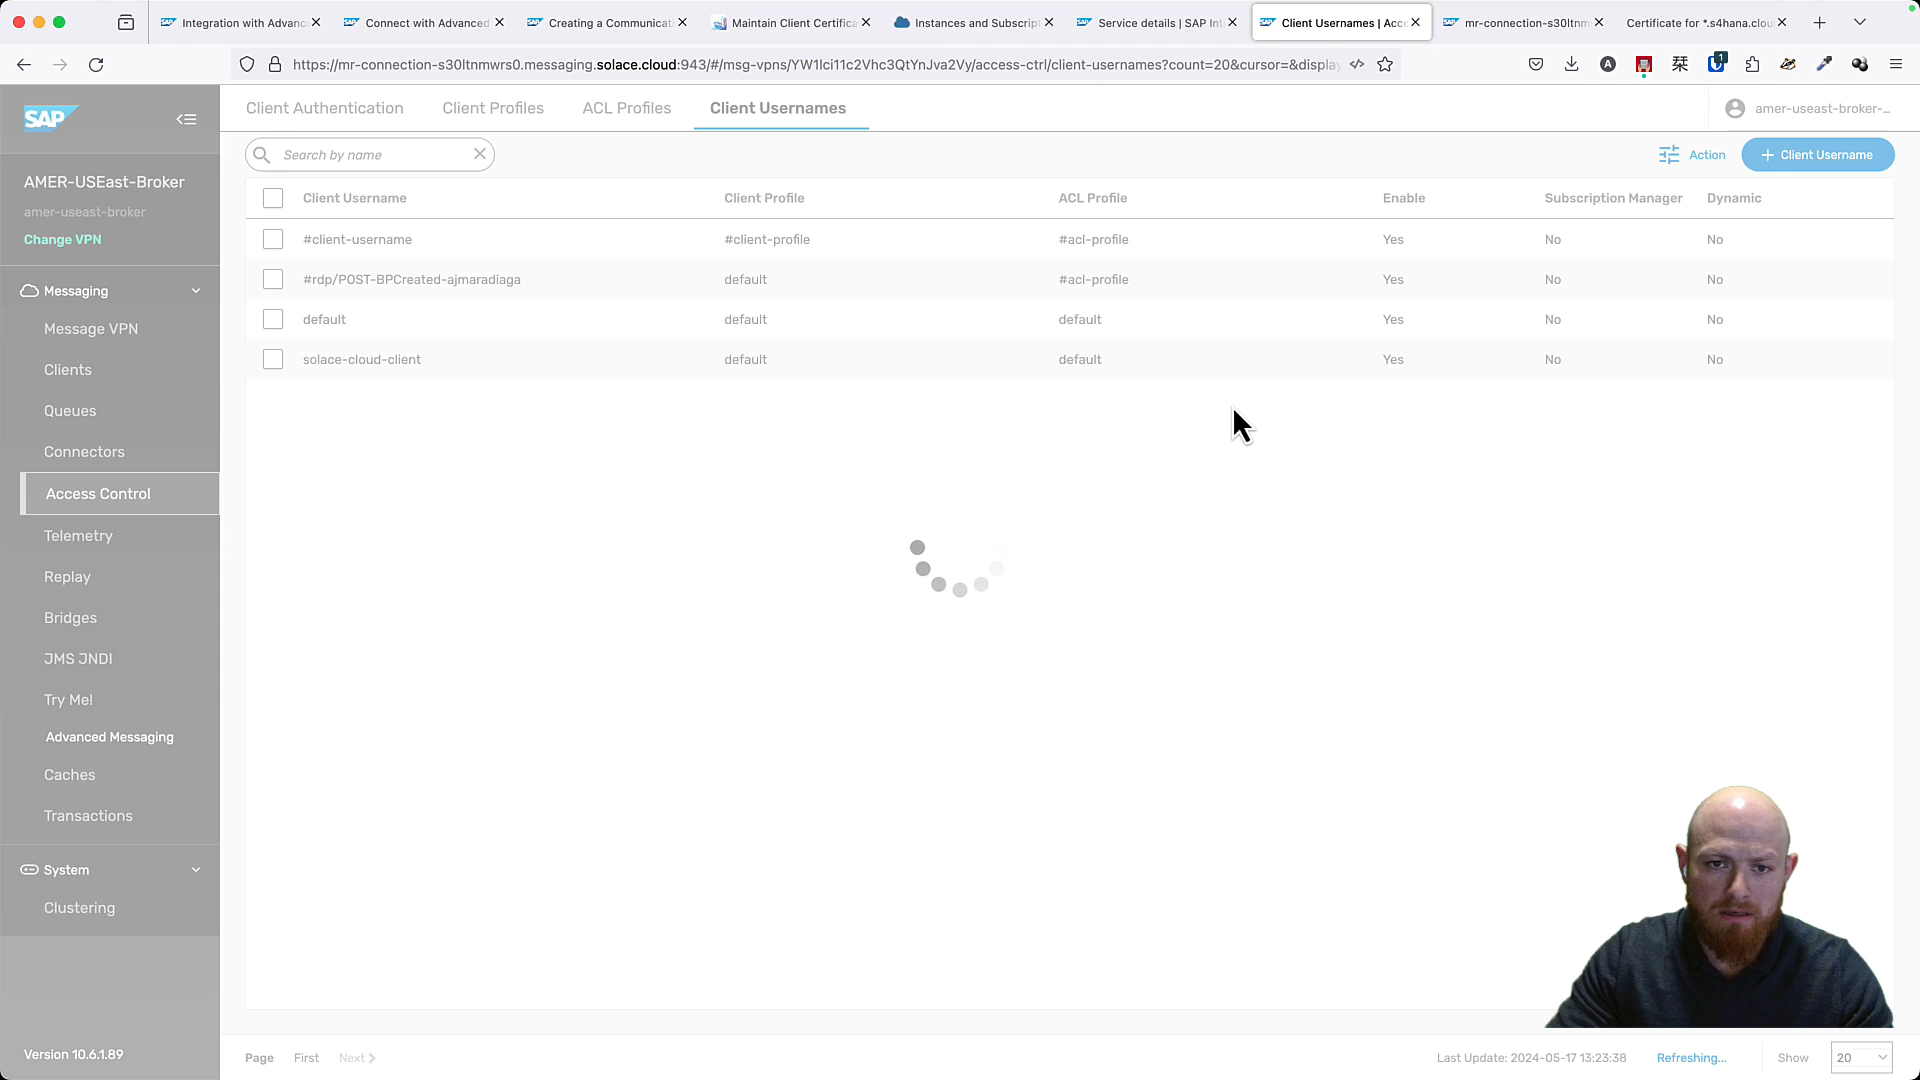 Integration with Advanc
Connect with Advanced
Creating a Communicati
Maintain Client Certifica
Instances and Subscript
Service details | SAP Int
Client Usernames | Acc
mr-connection-s30ltnm
Certificate for *.s4hana.clou
https://mr-connection-s30ltnmwrs0.messaging.solace.cloud:943/#/msg-vpns/YW1lci11c2Vhc3QtYnJva2Vy/access-ctrl/client-usernames?count=20&cursor=&display
SAP
Client Authentication
Client Profiles
ACL Profiles
Client Usernames
amer-useast-broker-...
AMER-USEast-Broker
amer-useast-broker
Change VPN
Search by name
Action
+ Client Username
Client Username Client Profile ACL Profile Enable Subscription Manager Dynamic
#client-username #client-profile #acl-profile Yes No No
#rdp/POST-BPCreated-ajmaradiaga default #acl-profile Yes No No
default default default Yes No No
solace-cloud-client default default Yes No No
Messaging
Message VPN
Clients
Queues
Connectors
Access Control
Telemetry
Replay
Bridges
JMS JNDI
Try Me!
Advanced Messaging
Caches
Transactions
System
Clustering
Version 10.6.1.89
Page First Next
Last Update: 2024-05-17 13:23:38
Refreshing...
Show 20